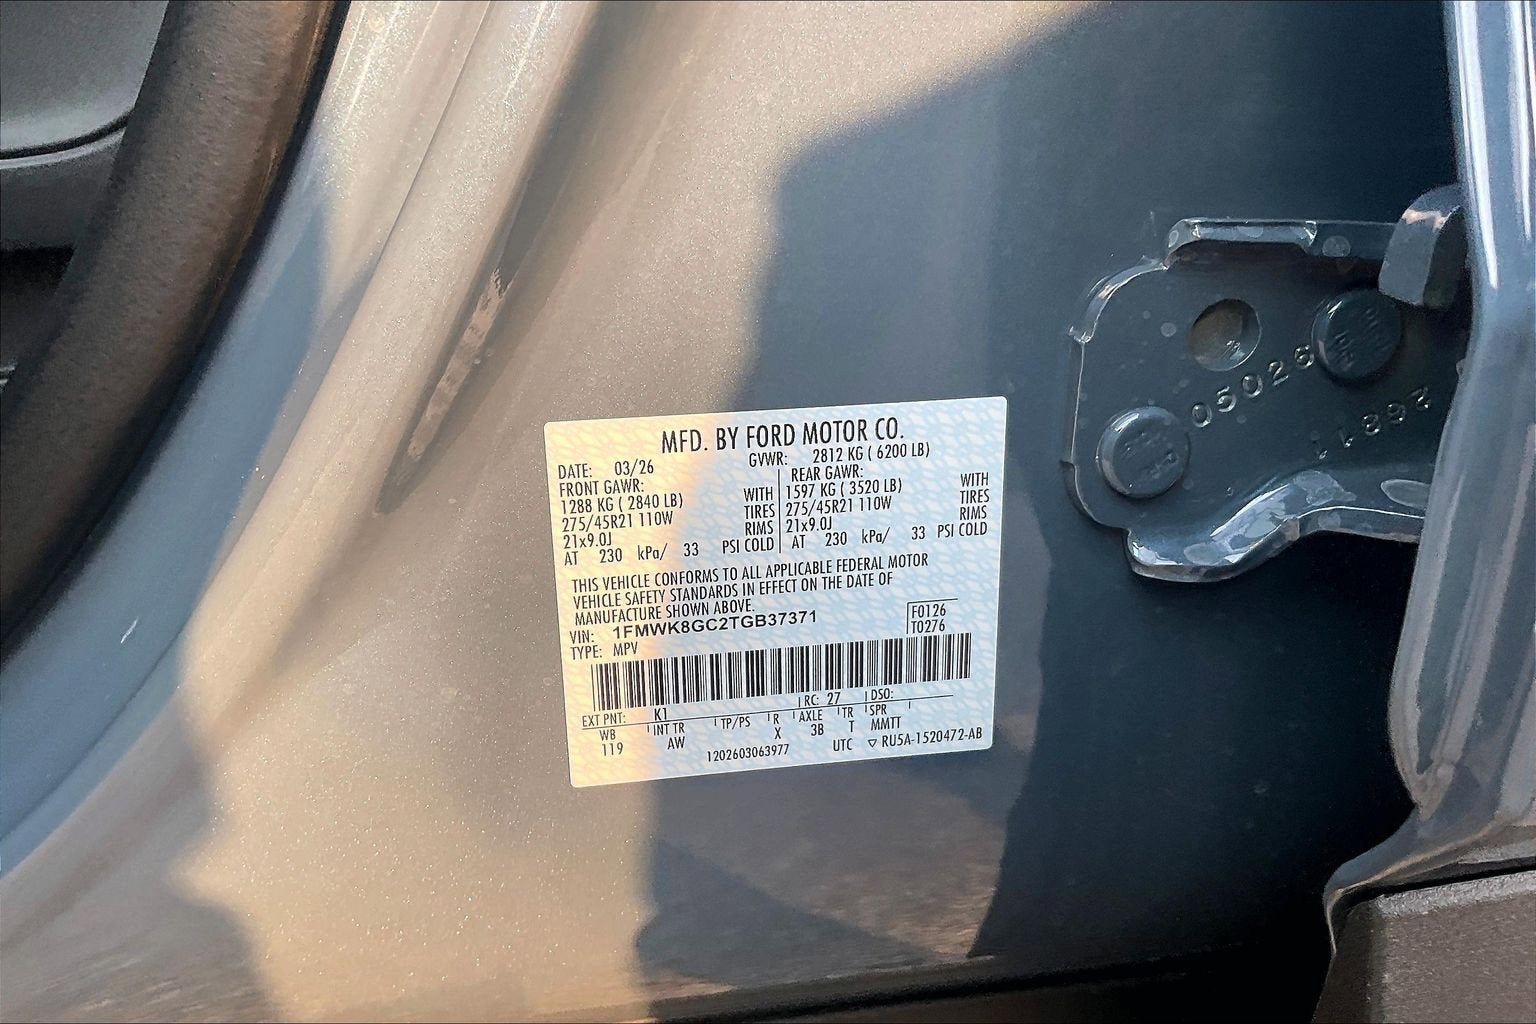 MFD. BY FORD MOTOR CO.
DATE: 03/26 GVWR: 2812 KG ( 6200 LB)
FRONT GAWR: REAR GAWR:
1288 KG ( 2840 LB) WITH 1597 KG ( 3520 LB) WITH
275/45R21 110W TIRES 275/45R21 110W TIRES
21x9.0J RIMS 21x9.0J RIMS
AT 230 kPa/ 33 PSI COLD AT 230 kPa/ 33 PSI COLD
THIS VEHICLE CONFORMS TO ALL APPLICABLE FEDERAL MOTOR
VEHICLE SAFETY STANDARDS IN EFFECT ON THE DATE OF
MANUFACTURE SHOWN ABOVE.
VIN: 1FMWK8GC2TGB37371 F0126
TYPE: MPV T0276
EXT PNT: K1 RC: 27 DSO:
WB INT TR TP/PS R AXLE TR SPR
119 AW X 3B T MMTT
1202603063977 UTC ▽ RU5A-1520472-AB
05026
11892